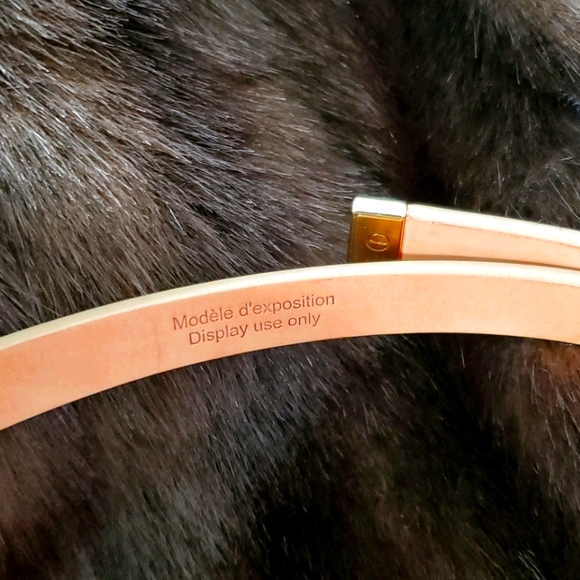 Modèle d'exposition
Display use only